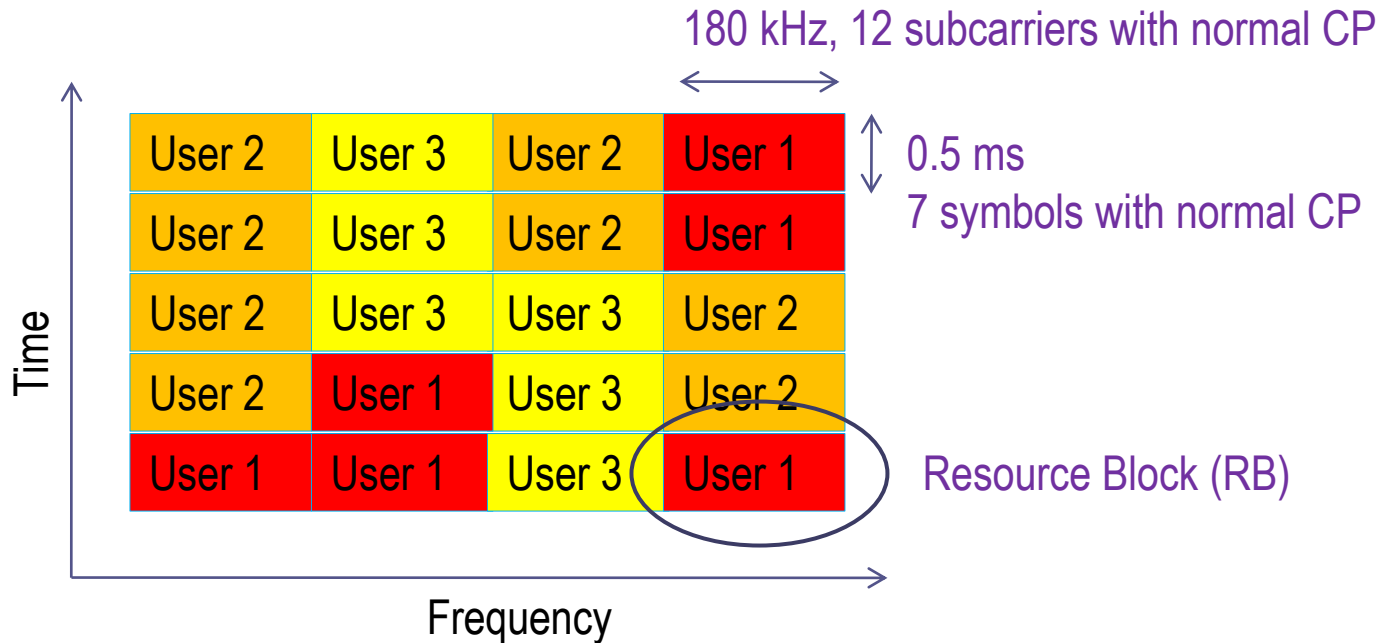 180 kHz, 12 subcarriers with normal CP
User 2 User 3 User 2 User 1
0.5 ms
User 2 User 3 User 2 User 1
7 symbols with normal CP
User 2 User 3 User 3 User 2
Time
User 2 User 1 User 3 User 2
User 1 User 1 User 3 User 1
Resource Block (RB)
Frequency